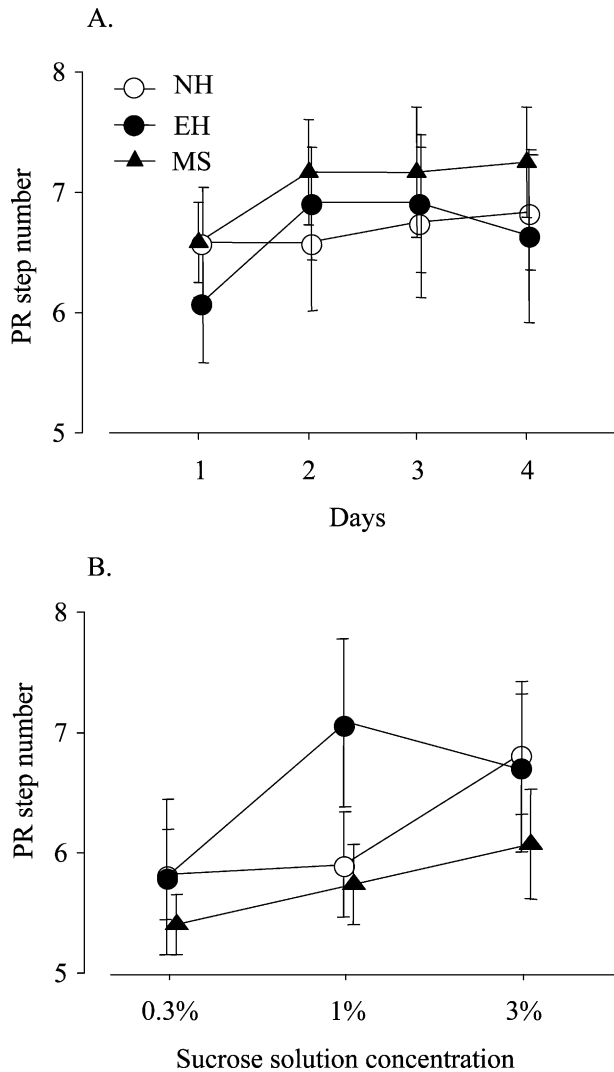 A.
8
NH
EH
MS
7
PR step number
6
5
1 2 3 4
Days
B.
8
7
PR step number
6
5
0.3% 1% 3%
Sucrose solution concentration